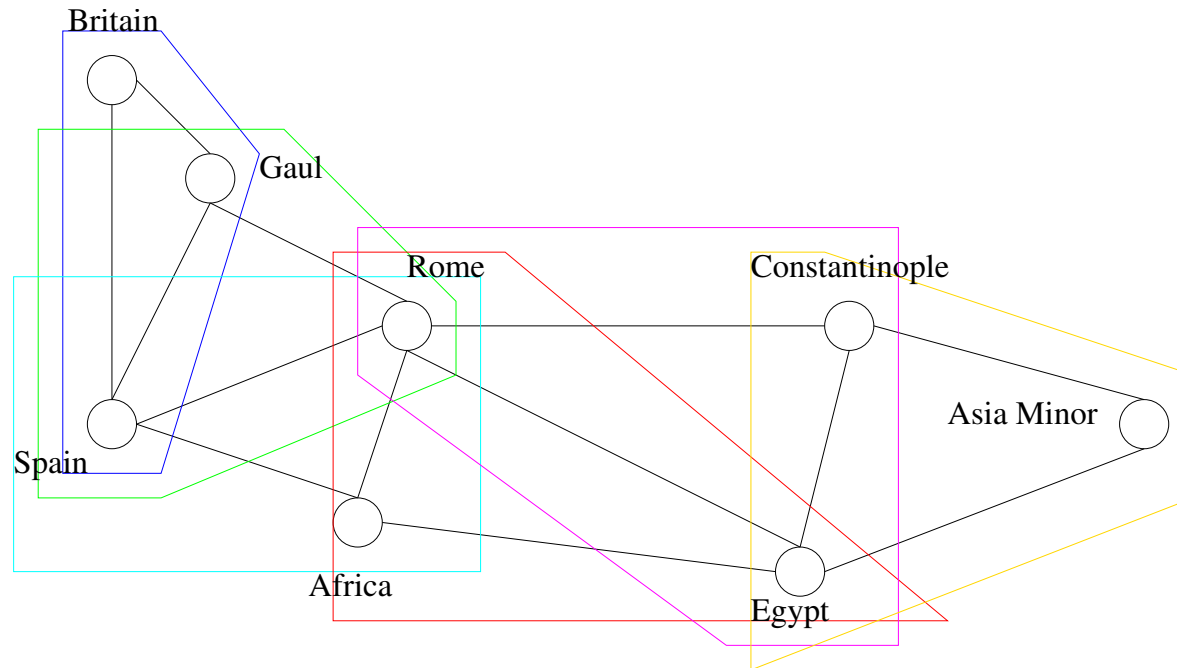 Britain
Gaul
Rome
Constantinople
Asia Minor
Spain
Africa
Egypt